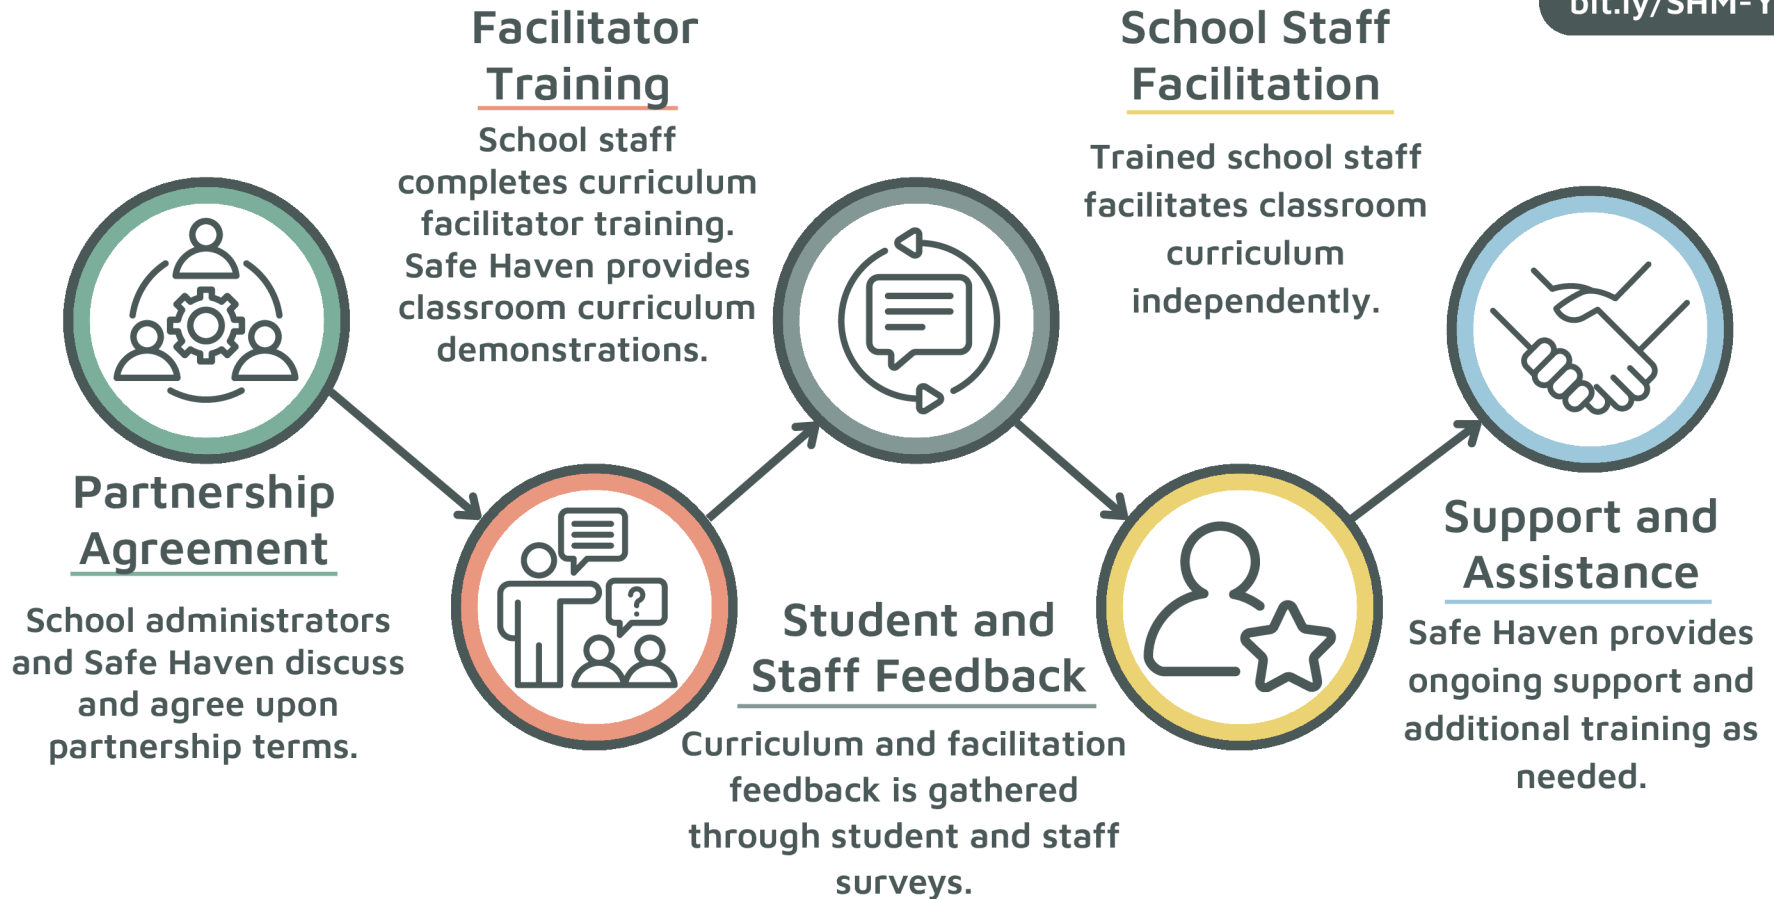 bit.ly/SHM-Y
Partnership
Agreement
School administrators
and Safe Haven discuss
and agree upon
partnership terms.
Facilitator
Training
School staff
completes curriculum
facilitator training.
Safe Haven provides
classroom curriculum
demonstrations.
?
Student and
Staff Feedback
Curriculum and facilitation
feedback is gathered
through student and staff
surveys.
School Staff
Facilitation
Trained school staff
facilitates classroom
curriculum
independently.
Support and
Assistance
Safe Haven provides
ongoing support and
additional training as
needed.